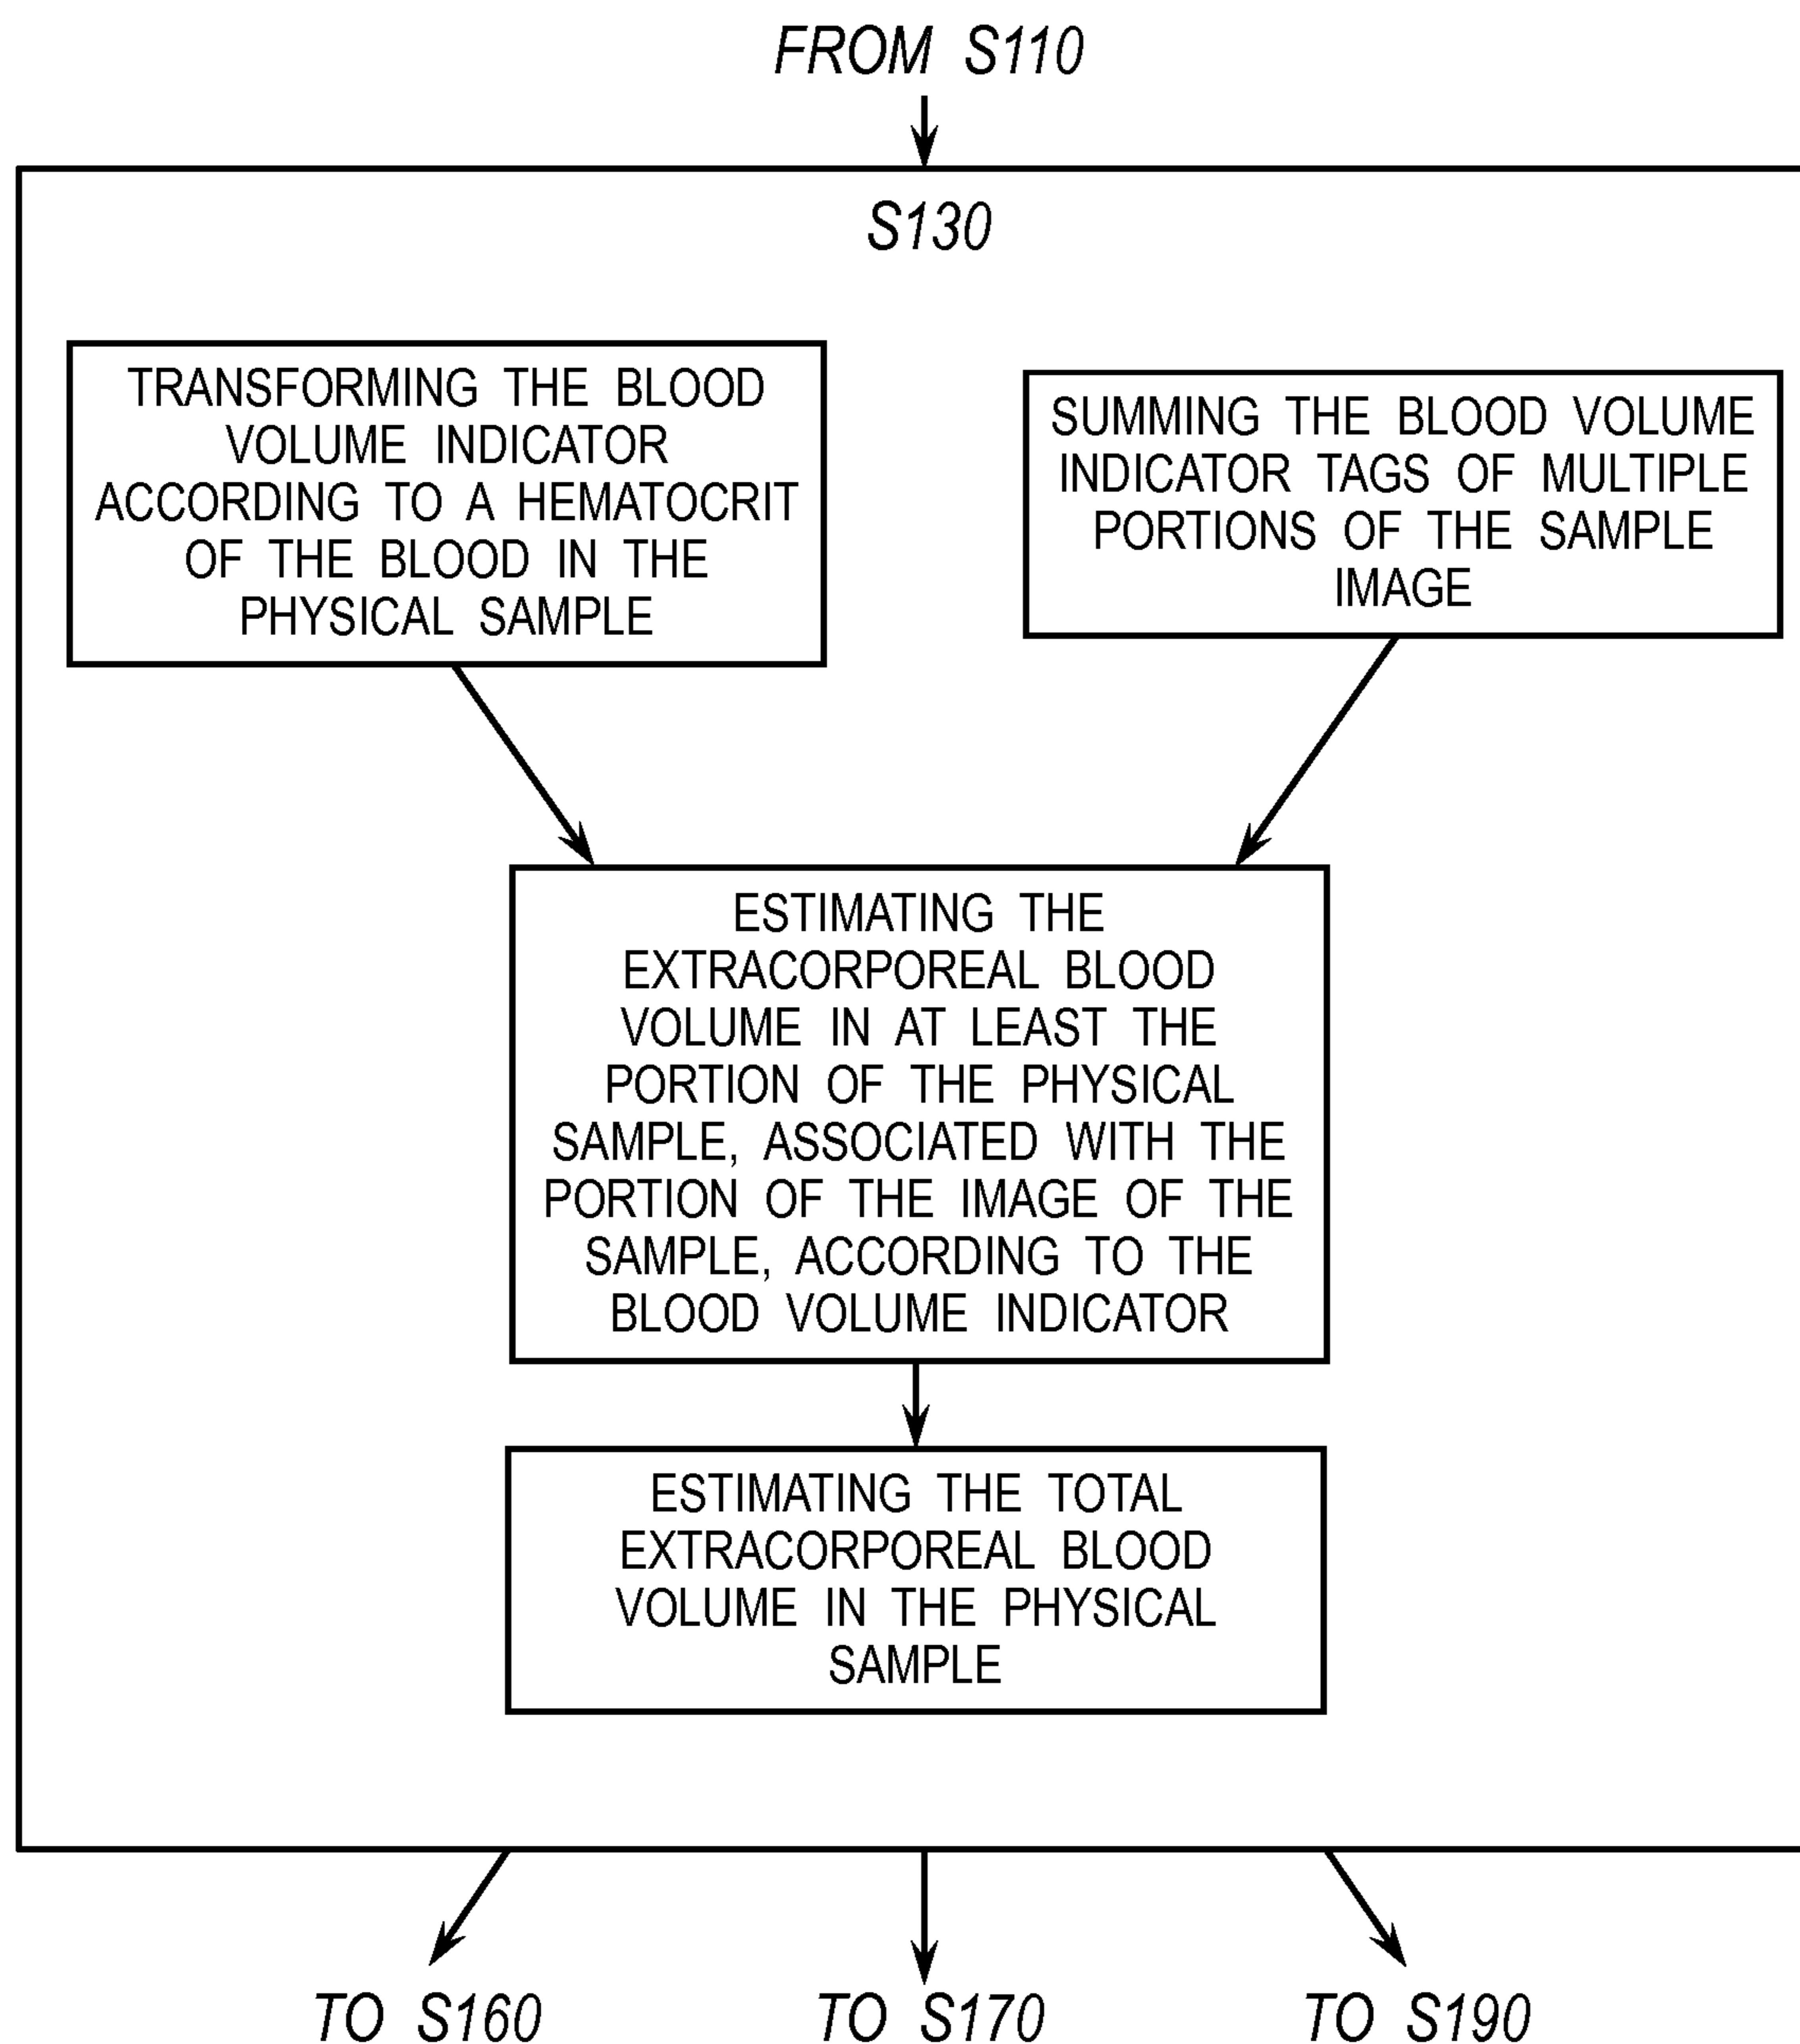 FROM S110
S130
TRANSFORMING THE BLOOD
VOLUME INDICATOR
ACCORDING TO A HEMATOCRIT
OF THE BLOOD IN THE
PHYSICAL SAMPLE
SUMMING THE BLOOD VOLUME
INDICATOR TAGS OF MULTIPLE
PORTIONS OF THE SAMPLE
IMAGE
ESTIMATING THE
EXTRACORPOREAL BLOOD
VOLUME IN AT LEAST THE
PORTION OF THE PHYSICAL
SAMPLE, ASSOCIATED WITH THE
PORTION OF THE IMAGE OF THE
SAMPLE, ACCORDING TO THE
BLOOD VOLUME INDICATOR
ESTIMATING THE TOTAL
EXTRACORPOREAL BLOOD
VOLUME IN THE PHYSICAL
SAMPLE
TO S160
TO S170
TO S190